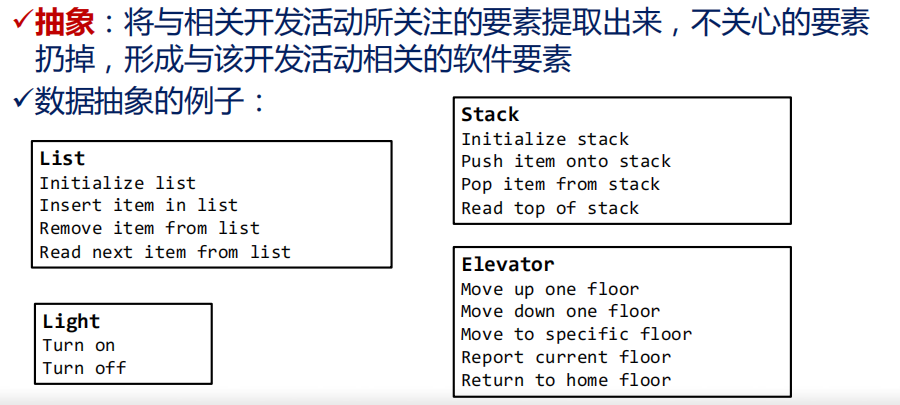 ✓抽象：将与相关开发活动所关注的要素提取出来，不关心的要素
扔掉，形成与该开发活动相关的软件要素
✓数据抽象的例子：
List
Initialize list
Insert item in list
Remove item from list
Read next item from list
Stack
Initialize stack
Push item onto stack
Pop item from stack
Read top of stack
Light
Turn on
Turn off
Elevator
Move up one floor
Move down one floor
Move to specific floor
Report current floor
Return to home floor